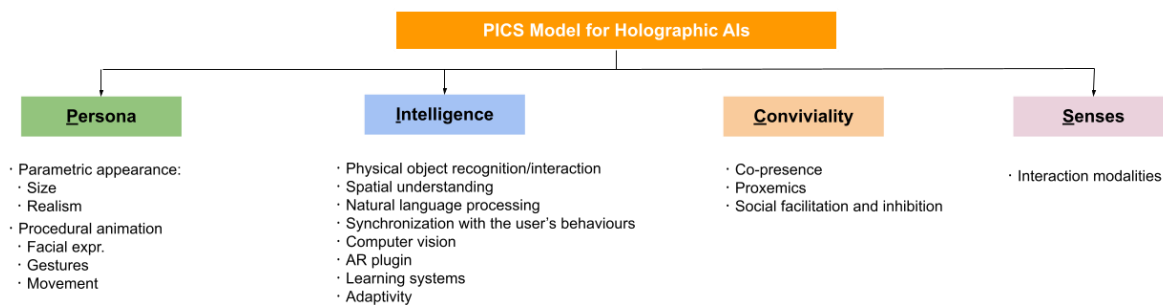 PICS Model for Holographic AIs
Persona
· Parametric appearance:
· Size
· Realism
· Procedural animation
· Facial expr.
· Gestures
· Movement
Intelligence
· Physical object recognition/interaction
· Spatial understanding
· Natural language processing
· Synchronization with the user's behaviours
· Computer vision
· AR plugin
· Learning systems
· Adaptivity
Conviviality
· Co-presence
· Proxemics
· Social facilitation and inhibition
Senses
· Interaction modalities